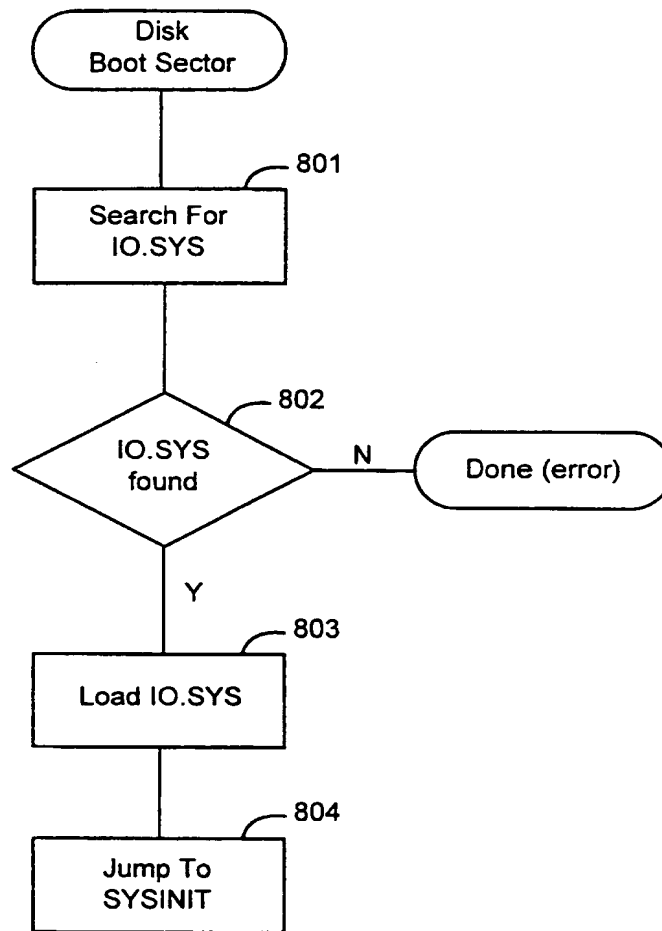 Disk
Boot Sector
801
Search For
IO.SYS
802
IO.SYS
found
N
Done (error)
Y
803
Load IO.SYS
804
Jump To
SYSINIT